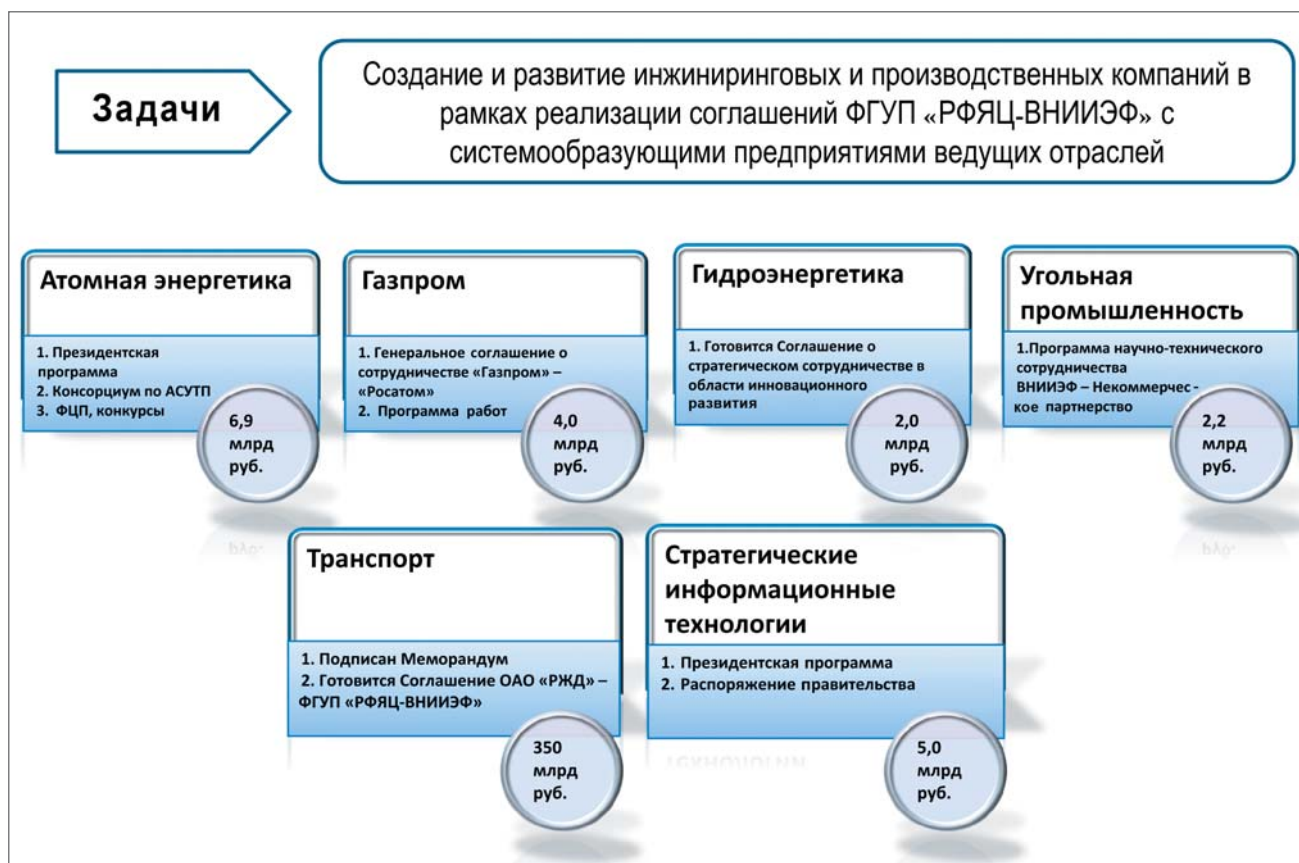 Задачи
Создание и развитие инжиниринговых и производственных компаний в
рамках реализации соглашений ФГУП «РФЯЦ-ВНИИЭФ» с
системообразующими предприятиями ведущих отраслей
Атомная энергетика
1. Президентская
программа
2. Консорциум по АСУТП
3. ФЦП, конкурсы
6,9
млрд
руб.
Газпром
1. Генеральное соглашение о
сотрудничестве «Газпром» –
«Росатом»
2. Программа работ
4,0
млрд
руб.
Гидроэнергетика
1. Готовится Соглашение о
стратегическом сотрудничестве в
области инновационного
развития
2,0
млрд
руб.
Угольная
промышленность
1.Программа научно-технического
сотрудничества
ВНИИЭФ – Некоммерчес -
кое партнерство
2,2
млрд
руб.
Транспорт
1. Подписан Меморандум
2. Готовится Соглашение ОАО «РЖД» –
ФГУП «РФЯЦ-ВНИИЭФ»
350
млрд
руб.
Стратегические
информационные
технологии
1. Президентская программа
2. Распоряжение правительства
5,0
млрд
руб.